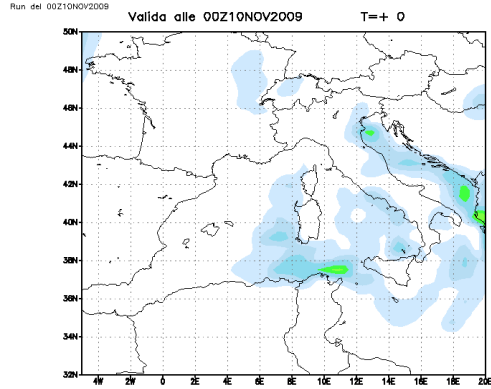 Run del 00Z10NOV2009
Valida alle 00Z10NOV2009 T=+ 0
50N
48N
46N
44N
42N
40N
38N
36N
34N
32N
4W 2W 0 2E 4E 6E 8E 10E 12E 14E 16E 18E 20E